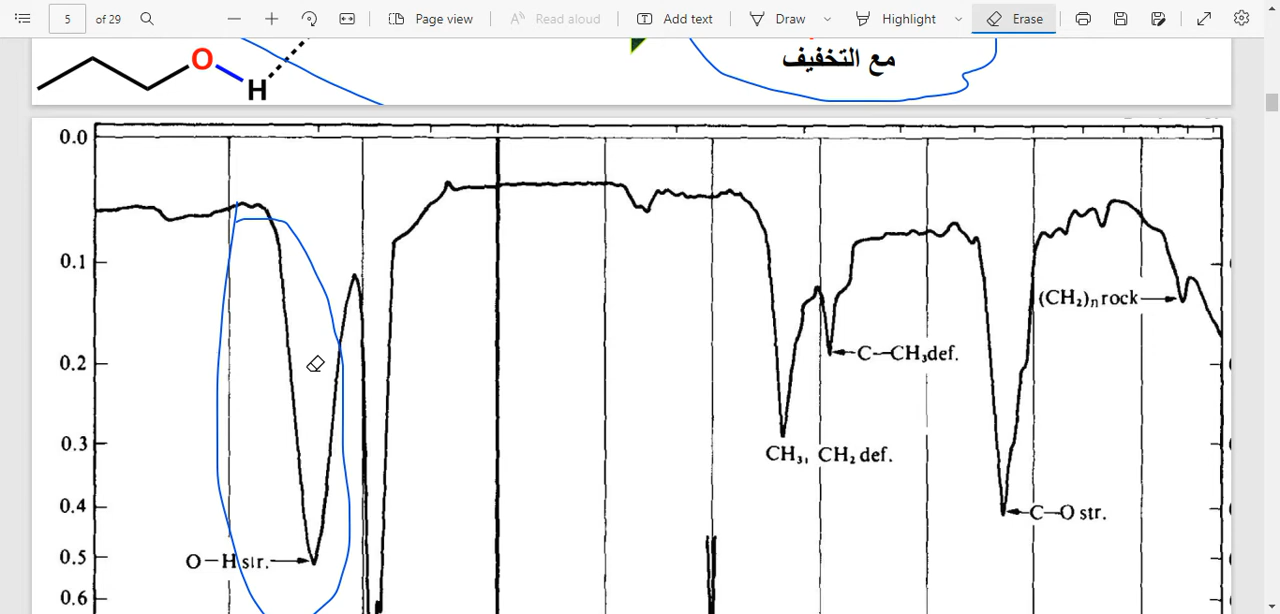 5 of 29 Page view Read aloud Add text Draw Highlight Erase
O
H
مع التخفيف
0.0
0.1
0.2
0.3
0.4
0.5
0.6
(CH₂)n rock
C—CH₃def.
CH₃, CH₂ def.
C—O str.
O—H str.